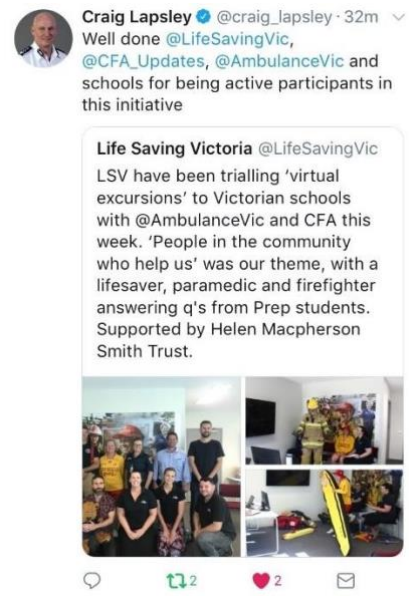 Craig Lapsley @craig_lapsley · 32m
Well done @LifeSavingVic,
@CFA_Updates, @AmbulanceVic and
schools for being active participants in
this initiative
Life Saving Victoria @LifeSavingVic
LSV have been trialling ‘virtual
excursions’ to Victorian schools
with @AmbulanceVic and CFA this
week. ‘People in the community
who help us’ was our theme, with a
lifesaver, paramedic and firefighter
answering q's from Prep students.
Supported by Helen Macpherson
Smith Trust.
2
2